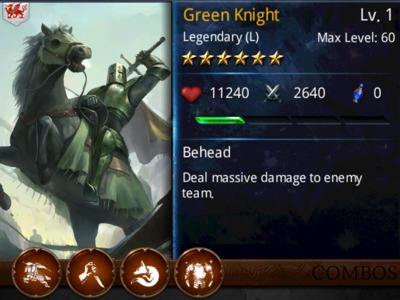 Green Knight Lv. 1
Legendary (L) Max Level: 60
11240 2640 0
Behead
Deal massive damage to enemy
team.
COMBOS